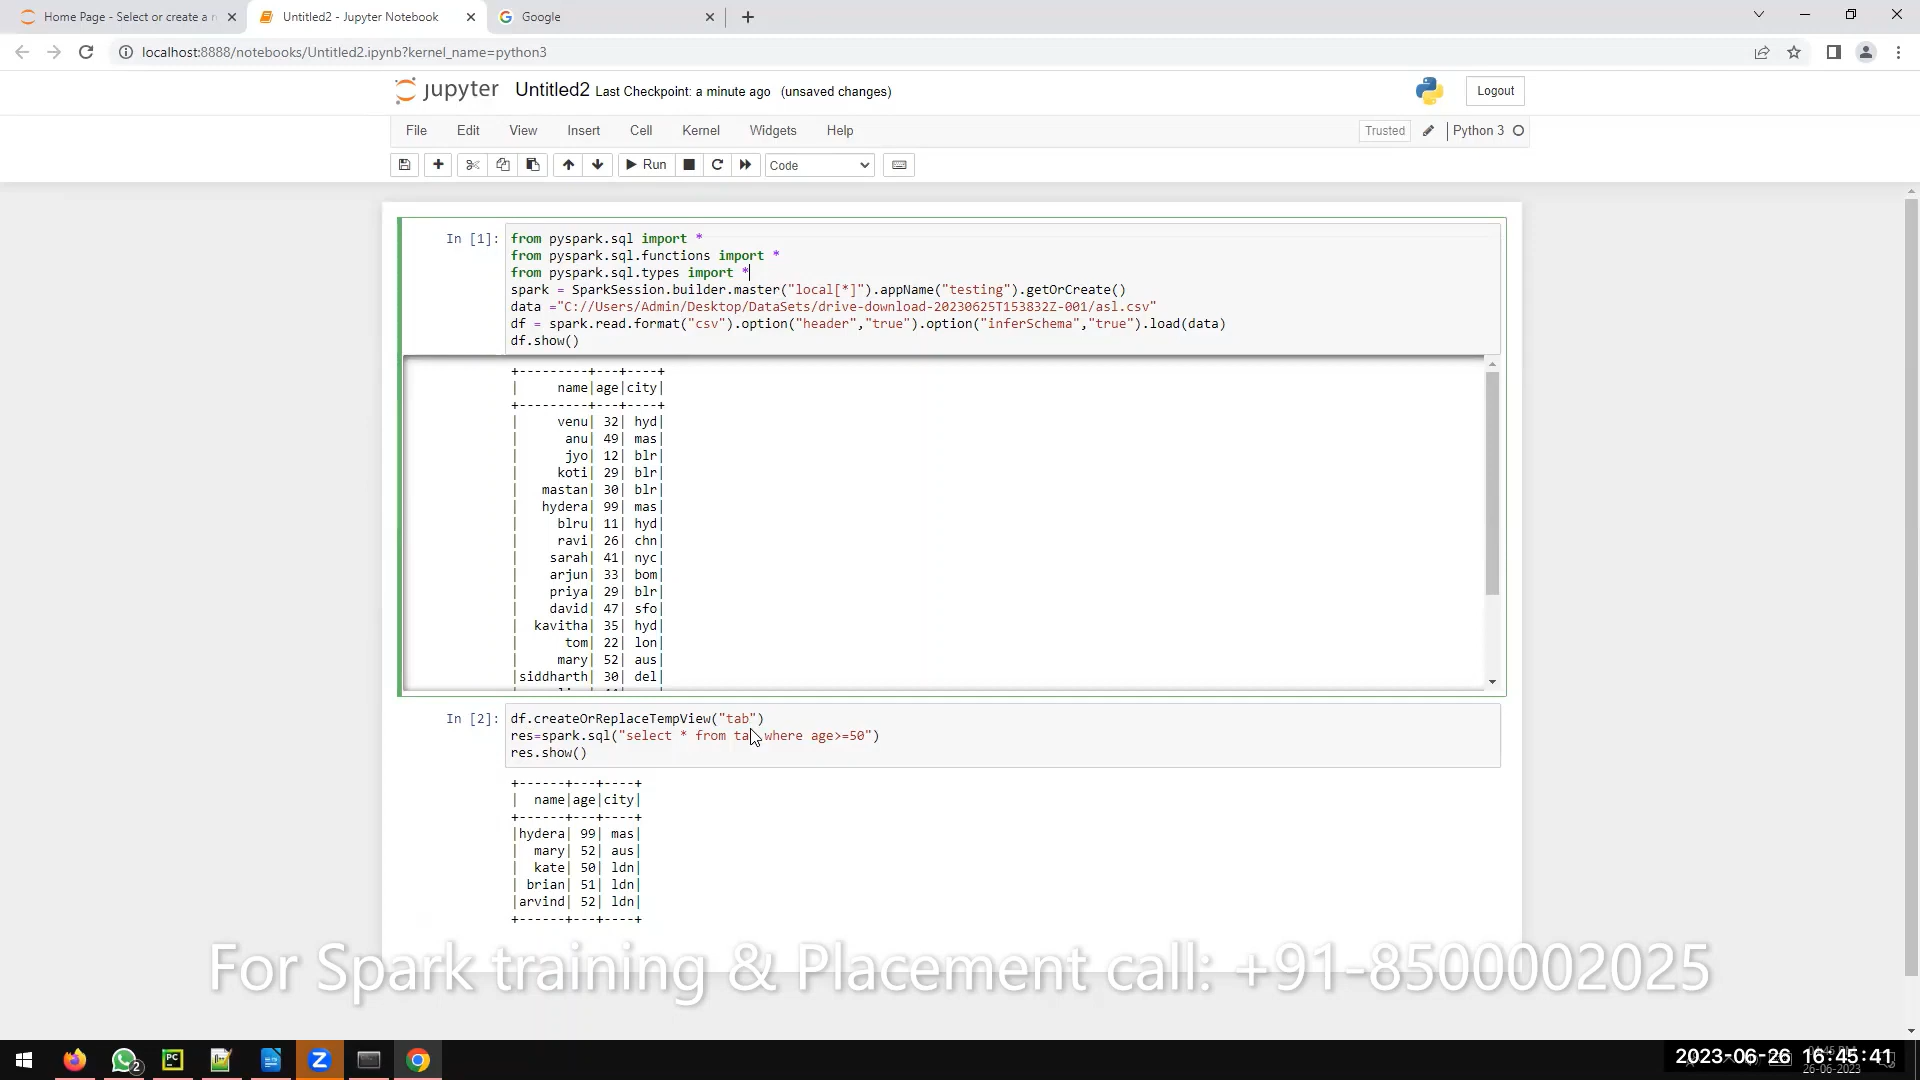 Home Page - Select or create a n
Untitled2 - Jupyter Notebook
Google
localhost:8888/notebooks/Untitled2.ipynb?kernel_name=python3
jupyter Untitled2 Last Checkpoint: a minute ago (unsaved changes)
Logout
File Edit View Insert Cell Kernel Widgets Help
Trusted
Python 3
Run
Code
In [1]:
from pyspark.sql import *
from pyspark.sql.functions import *
from pyspark.sql.types import *
spark = SparkSession.builder.master("local[*]").appName("testing").getOrCreate()
data ="C://Users/Admin/Desktop/DataSets/drive-download-20230625T153832Z-001/asl.csv"
df = spark.read.format("csv").option("header","true").option("inferSchema","true").load(data)
df.show()
+---------+---+----+
|     name|age|city|
+---------+---+----+
|     venu| 32| hyd|
|      anu| 49| mas|
|      jyo| 12| blr|
|     koti| 29| blr|
|   mastan| 30| blr|
|   hydera| 99| mas|
|     blru| 11| hyd|
|     ravi| 26| chn|
|    sarah| 41| nyc|
|    arjun| 33| bom|
|    priya| 29| blr|
|    david| 47| sfo|
|  kavitha| 35| hyd|
|      tom| 22| lon|
|     mary| 52| aus|
|siddharth| 30| del|
In [2]:
df.createOrReplaceTempView("tab")
res=spark.sql("select * from ta where age>=50")
res.show()
+------+---+----+
|  name|age|city|
+------+---+----+
|hydera| 99| mas|
|  mary| 52| aus|
|  kate| 50| ldn|
| brian| 51| ldn|
|arvind| 52| ldn|
+------+---+----+
For Spark training & Placement call: +91-8500002025
2
PC
Z
2023-06-26 16:45:41
26-06-2023